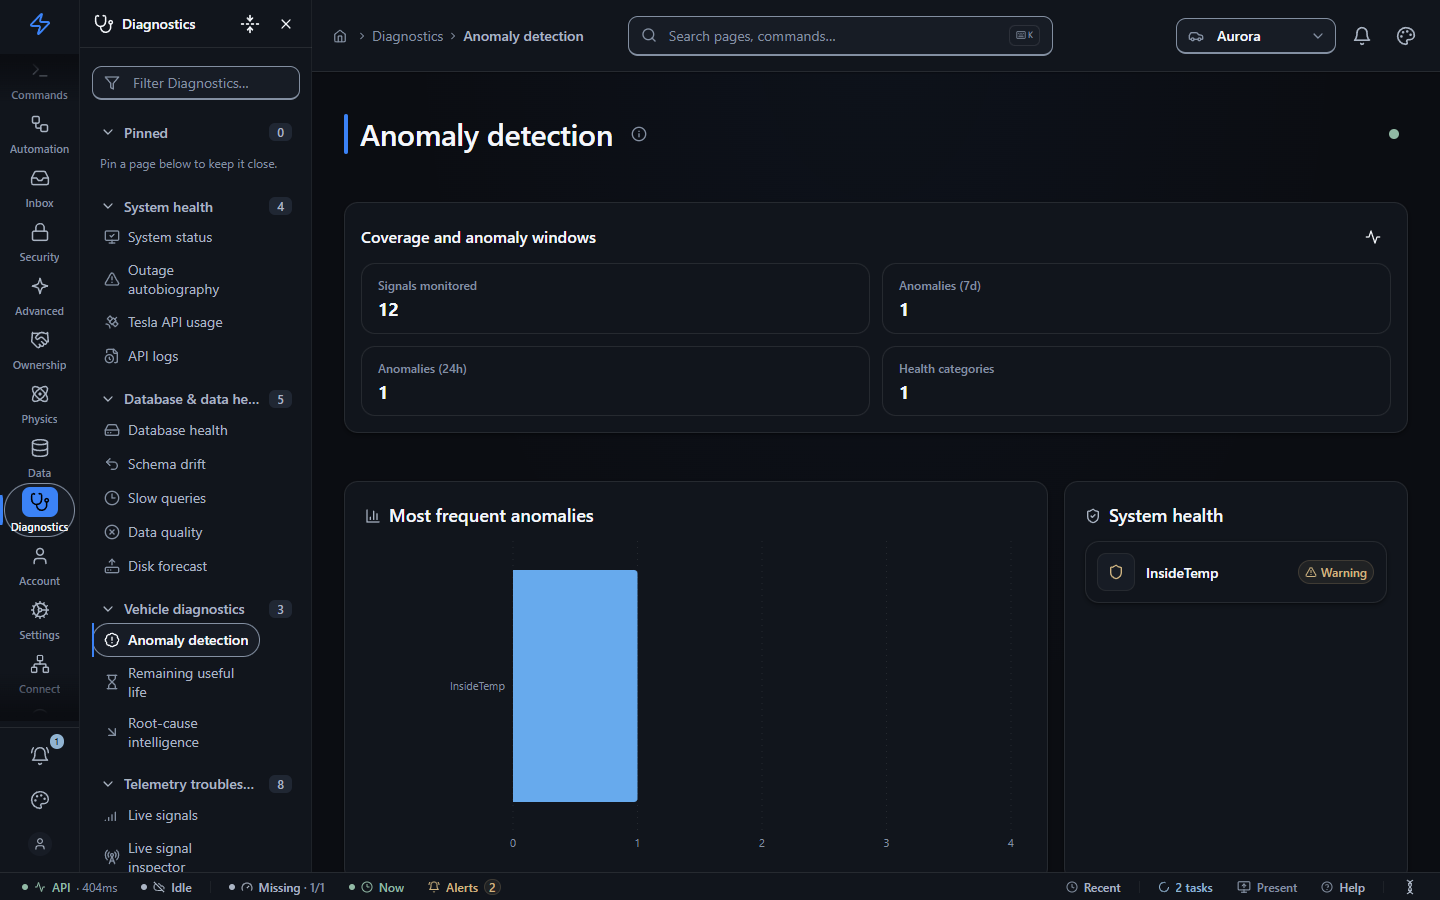 Commands
Automation
Inbox
Security
Advanced
Ownership
Physics
Data
Diagnostics
Account
Settings
Connect
1
Diagnostics
Filter Diagnostics...
Pinned 0
Pin a page below to keep it close.
System health 4
System status
Outage
autobiography
Tesla API usage
API logs
Database & data he... 5
Database health
Schema drift
Slow queries
Data quality
Disk forecast
Vehicle diagnostics 3
Anomaly detection
Remaining useful
life
Root-cause
intelligence
Telemetry troubles... 8
Live signals
Live signal
inspector
Diagnostics Anomaly detection
Search pages, commands... K
Aurora
Anomaly detection
Coverage and anomaly windows
Signals monitored
12
Anomalies (7d)
1
Anomalies (24h)
1
Health categories
1
Most frequent anomalies
InsideTemp
0 1 2 3 4
System health
InsideTemp Warning
API · 404ms Idle Missing · 1/1 Now Alerts 2 Recent 2 tasks Present Help